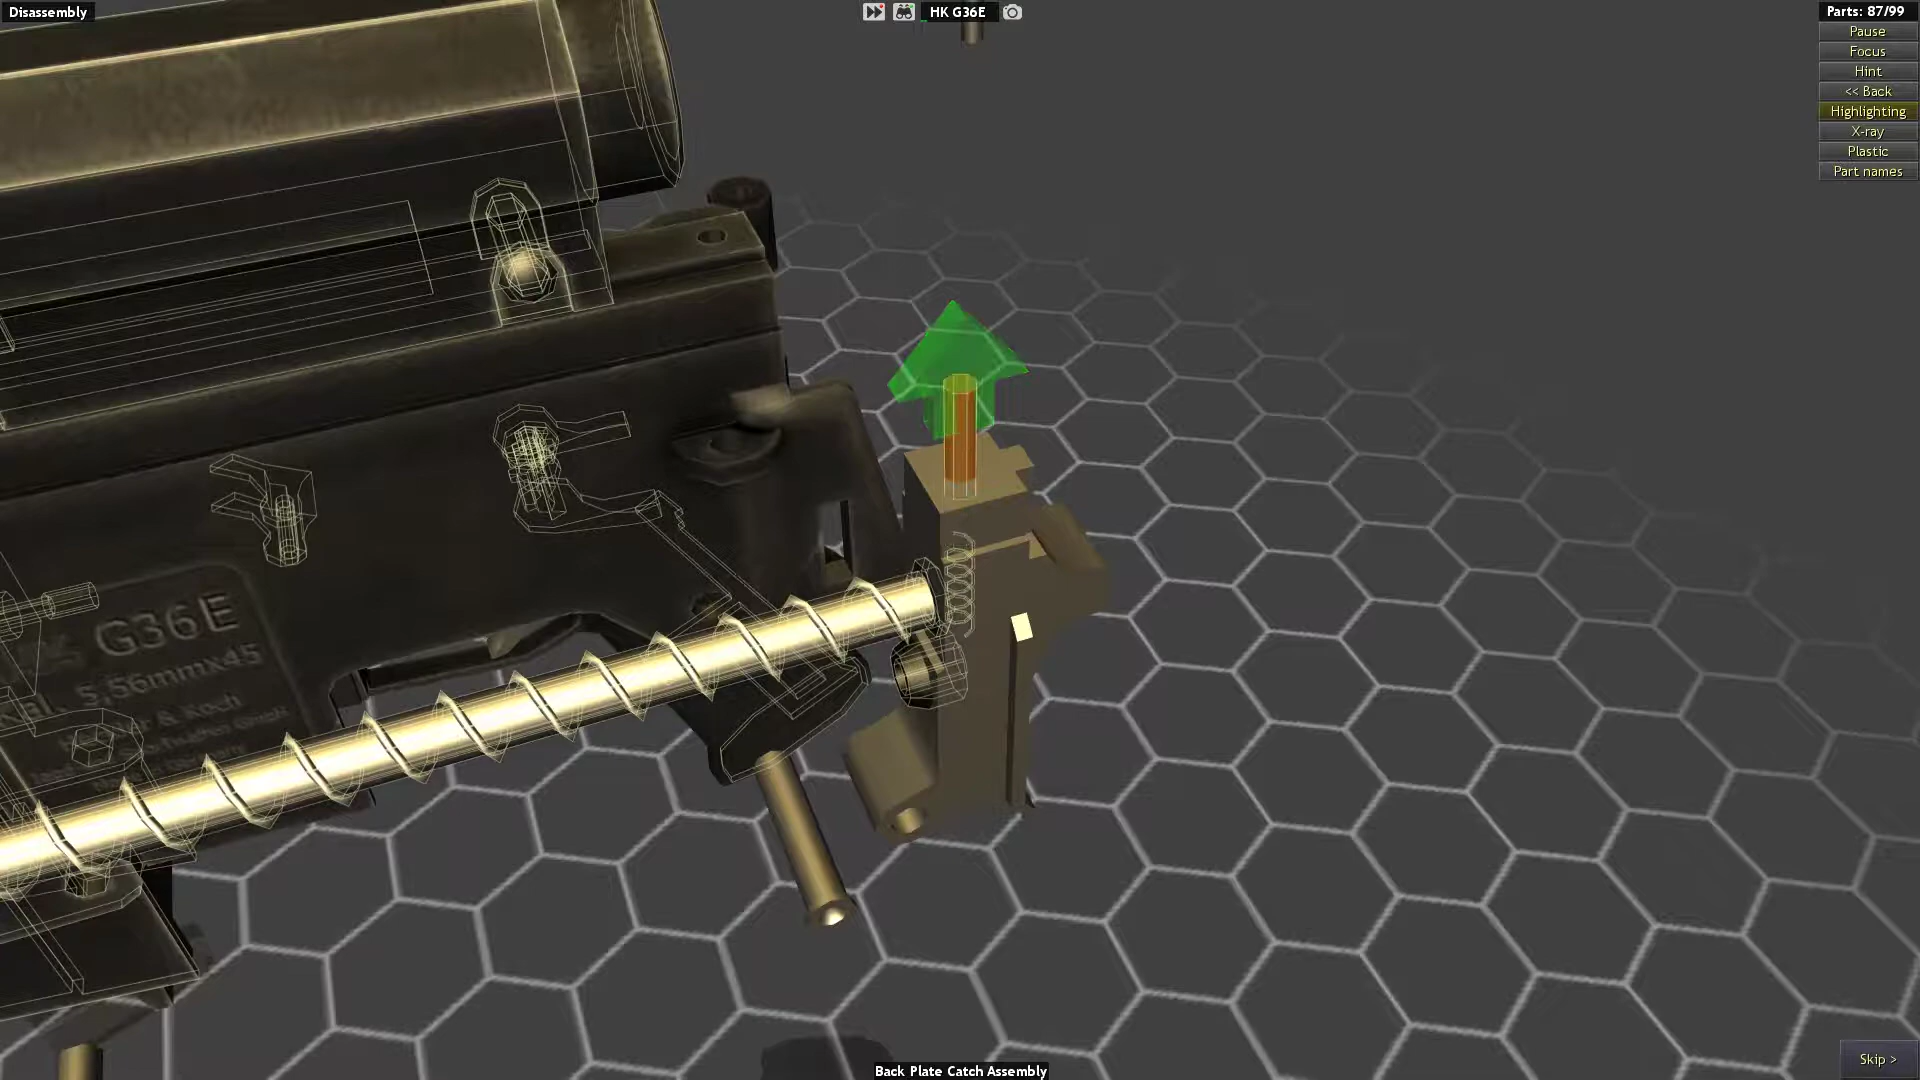 Disassembly
HK G36E
Parts: 87/99
Pause
Focus
Hint
<< Back
Highlighting
X-ray
Plastic
Part names
G36E
5.56mmx45
& Koch
Back Plate Catch Assembly
Skip >